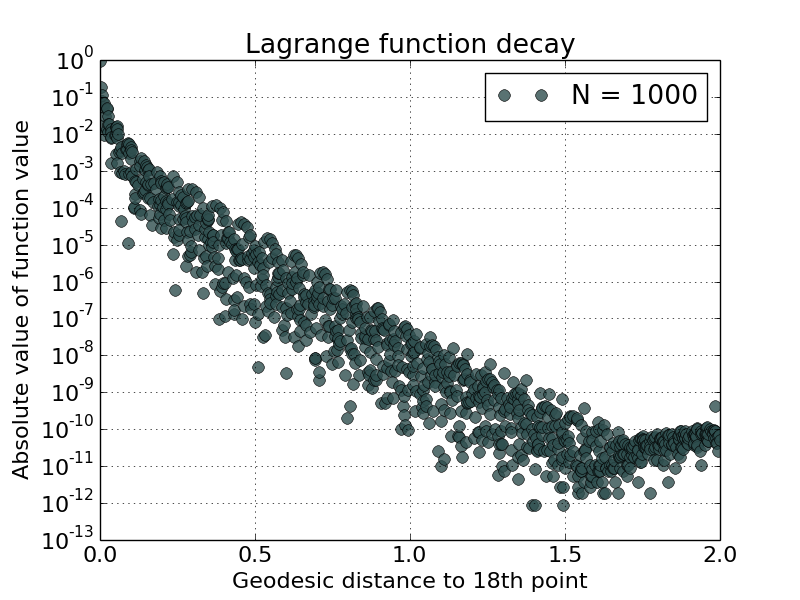 Lagrange function decay
N = 1000
Absolute value of function value
10^0
10^-1
10^-2
10^-3
10^-4
10^-5
10^-6
10^-7
10^-8
10^-9
10^-10
10^-11
10^-12
10^-13
0.0 0.5 1.0 1.5 2.0
Geodesic distance to 18th point